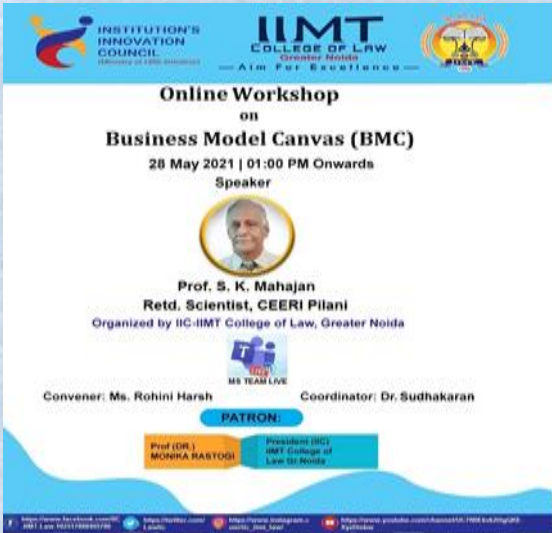 INSTITUTION'S
INNOVATION
COUNCIL
IIMT
COLLEGE OF LAW
Greater Noida
Aim For Excellence
Online Workshop
on
Business Model Canvas (BMC)
28 May 2021 | 01:00 PM Onwards
Speaker
Prof. S. K. Mahajan
Retd. Scientist, CEERI Pilani
Organized by IIC-IIMT College of Law, Greater Noida
MS TEAM LIVE
Convener: Ms. Rohini Harsh
Coordinator: Dr. Sudhakaran
PATRON:
Prof (DR.)
MONIKA RASTOGI
President (IIC)
IIMT College of
Law Gr.Noida